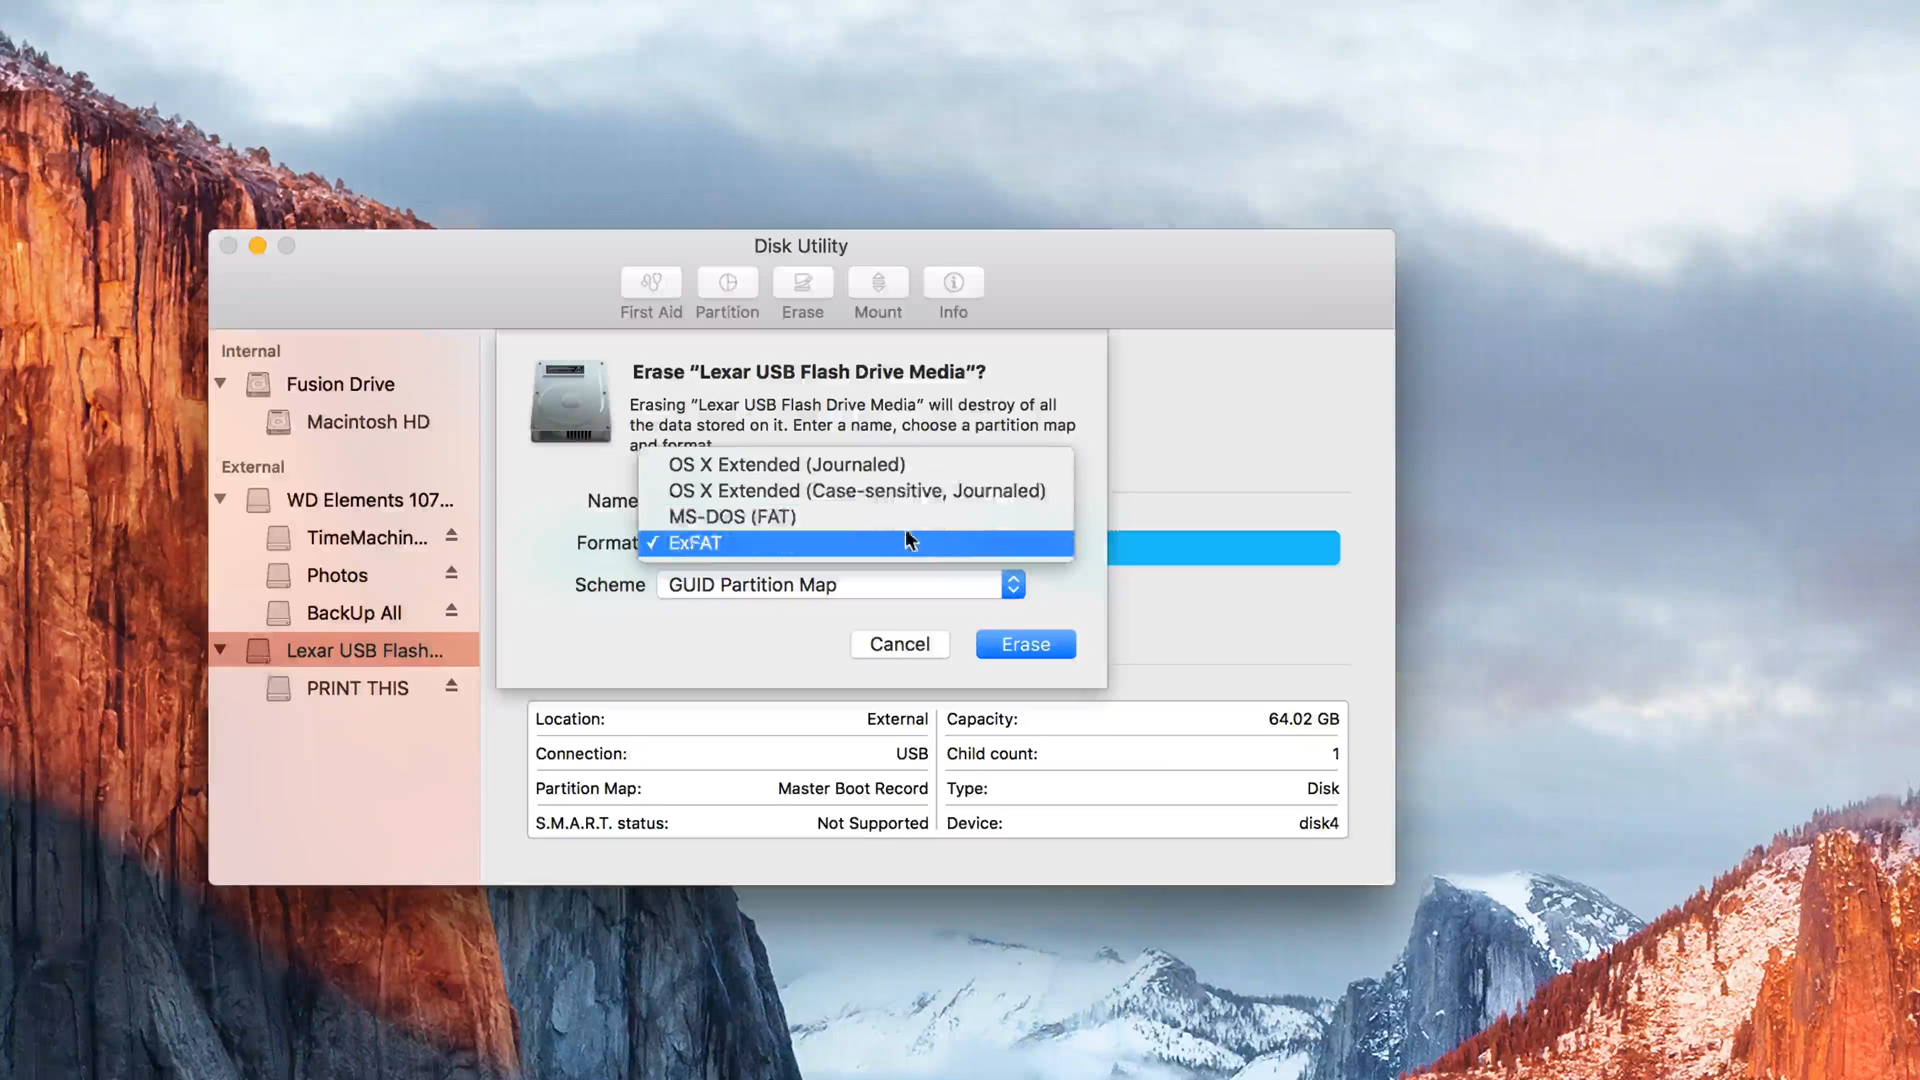 Disk Utility
First Aid
Partition
Erase
Mount
Info
Internal
Fusion Drive
Macintosh HD
External
WD Elements 107...
TimeMachin...
Photos
BackUp All
Lexar USB Flash...
PRINT THIS
Erase “Lexar USB Flash Drive Media”?
Erasing “Lexar USB Flash Drive Media” will destroy of all
the data stored on it. Enter a name, choose a partition map
and format.
Name
OS X Extended (Journaled)
OS X Extended (Case-sensitive, Journaled)
MS-DOS (FAT)
Format ✓ ExFAT
Scheme GUID Partition Map
Cancel Erase
Location: External
Connection: USB
Partition Map: Master Boot Record
S.M.A.R.T. status: Not Supported
Capacity: 64.02 GB
Child count: 1
Type: Disk
Device: disk4